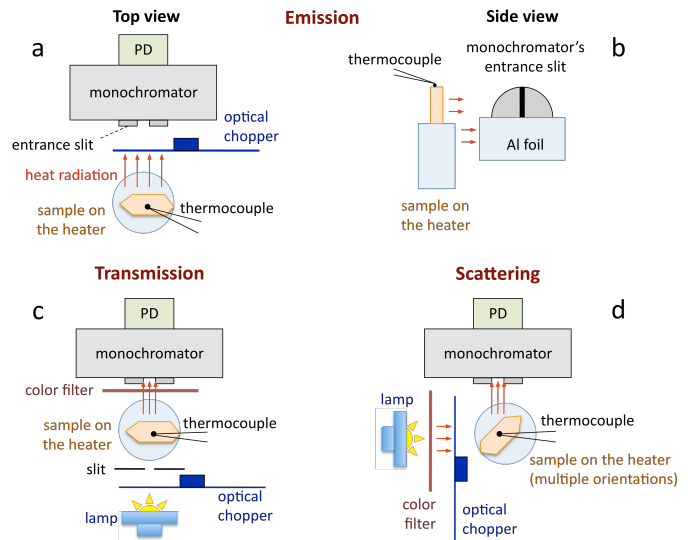 Top view
Emission
Side view
a
PD
monochromator
entrance slit
optical
chopper
heat radiation
sample on
the heater
thermocouple
b
monochromator’s
entrance slit
thermocouple
Al foil
sample on
the heater
Transmission
c
PD
monochromator
color filter
sample on
the heater
thermocouple
slit
optical
chopper
lamp
Scattering
d
PD
monochromator
lamp
thermocouple
sample on the heater
(multiple orientations)
color
filter
optical
chopper